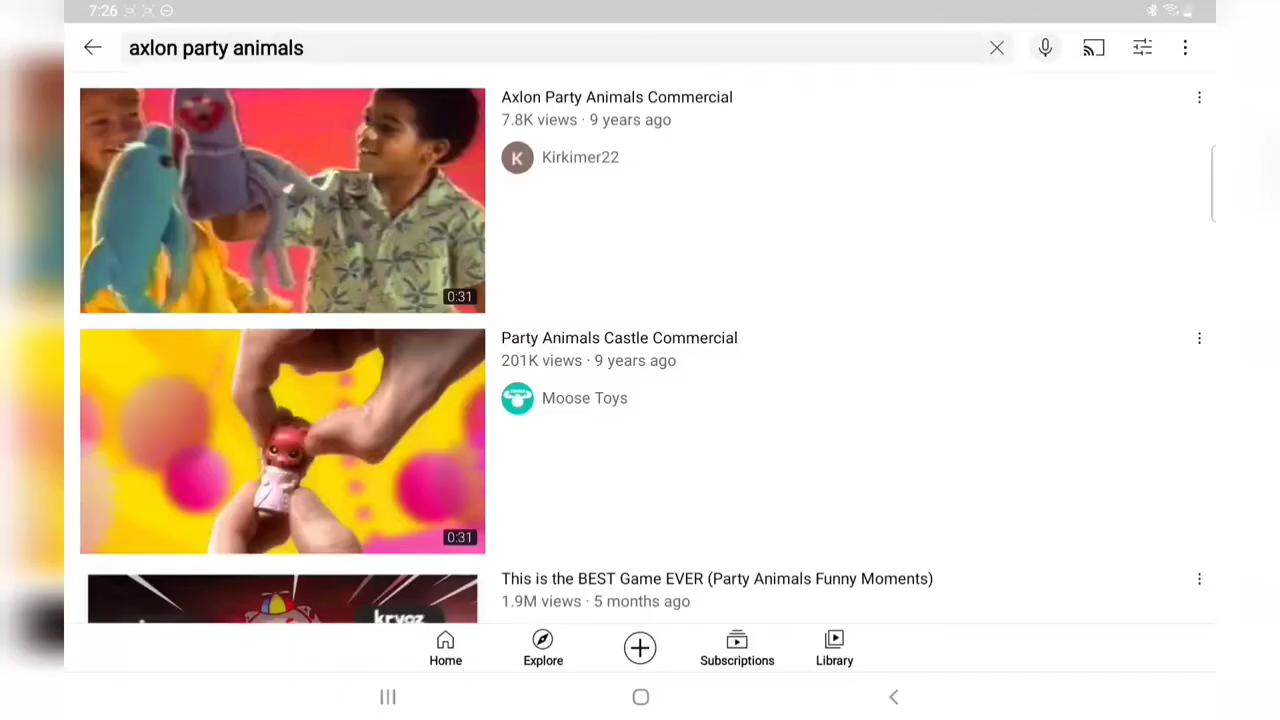 7:26
axlon party animals
Axlon Party Animals Commercial
7.8K views · 9 years ago
K
Kirkimer22
0:31
Party Animals Castle Commercial
201K views · 9 years ago
Moose Toys
0:31
This is the BEST Game EVER (Party Animals Funny Moments)
1.9M views · 5 months ago
Home
Explore
Subscriptions
Library